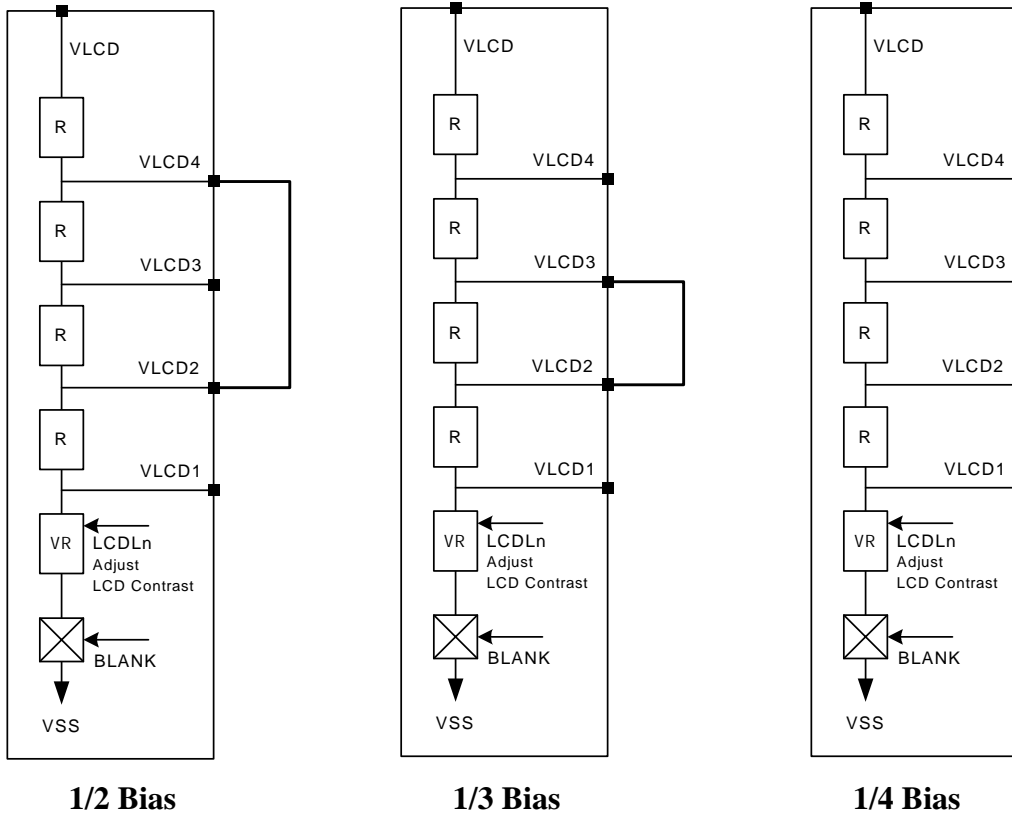 VLCD
R
VLCD4
R
VLCD3
R
VLCD2
R
VLCD1
VR
LCDLn
Adjust
LCD Contrast
BLANK
VSS
1/2 Bias
VLCD
R
VLCD4
R
VLCD3
R
VLCD2
R
VLCD1
VR
LCDLn
Adjust
LCD Contrast
BLANK
VSS
1/3 Bias
VLCD
R
VLCD4
R
VLCD3
R
VLCD2
R
VLCD1
VR
LCDLn
Adjust
LCD Contrast
BLANK
VSS
1/4 Bias